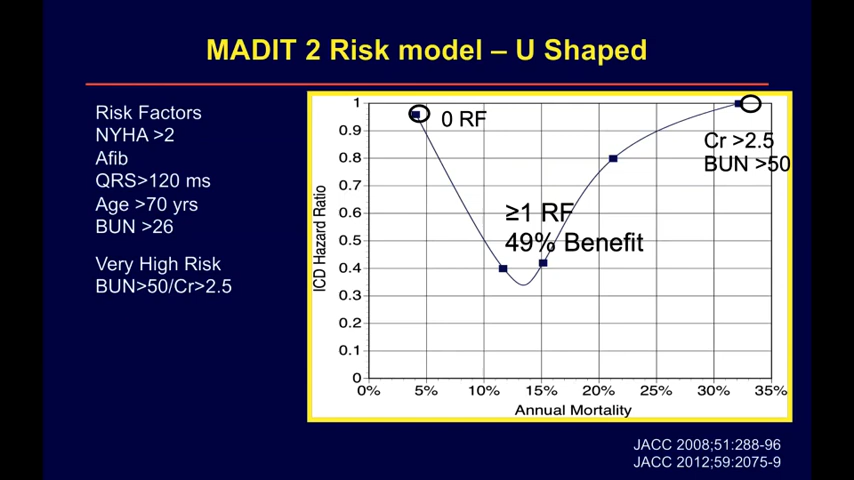 MADIT 2 Risk model – U Shaped
Risk Factors
NYHA >2
Afib
QRS>120 ms
Age >70 yrs
BUN >26
Very High Risk
BUN>50/Cr>2.5
ICD Hazard Ratio
1
0.9
0.8
0.7
0.6
0.5
0.4
0.3
0.2
0.1
0
0 RF
≥1 RF
49% Benefit
Cr >2.5
BUN >50
0% 5% 10% 15% 20% 25% 30% 35%
Annual Mortality
JACC 2008;51:288-96
JACC 2012;59:2075-9